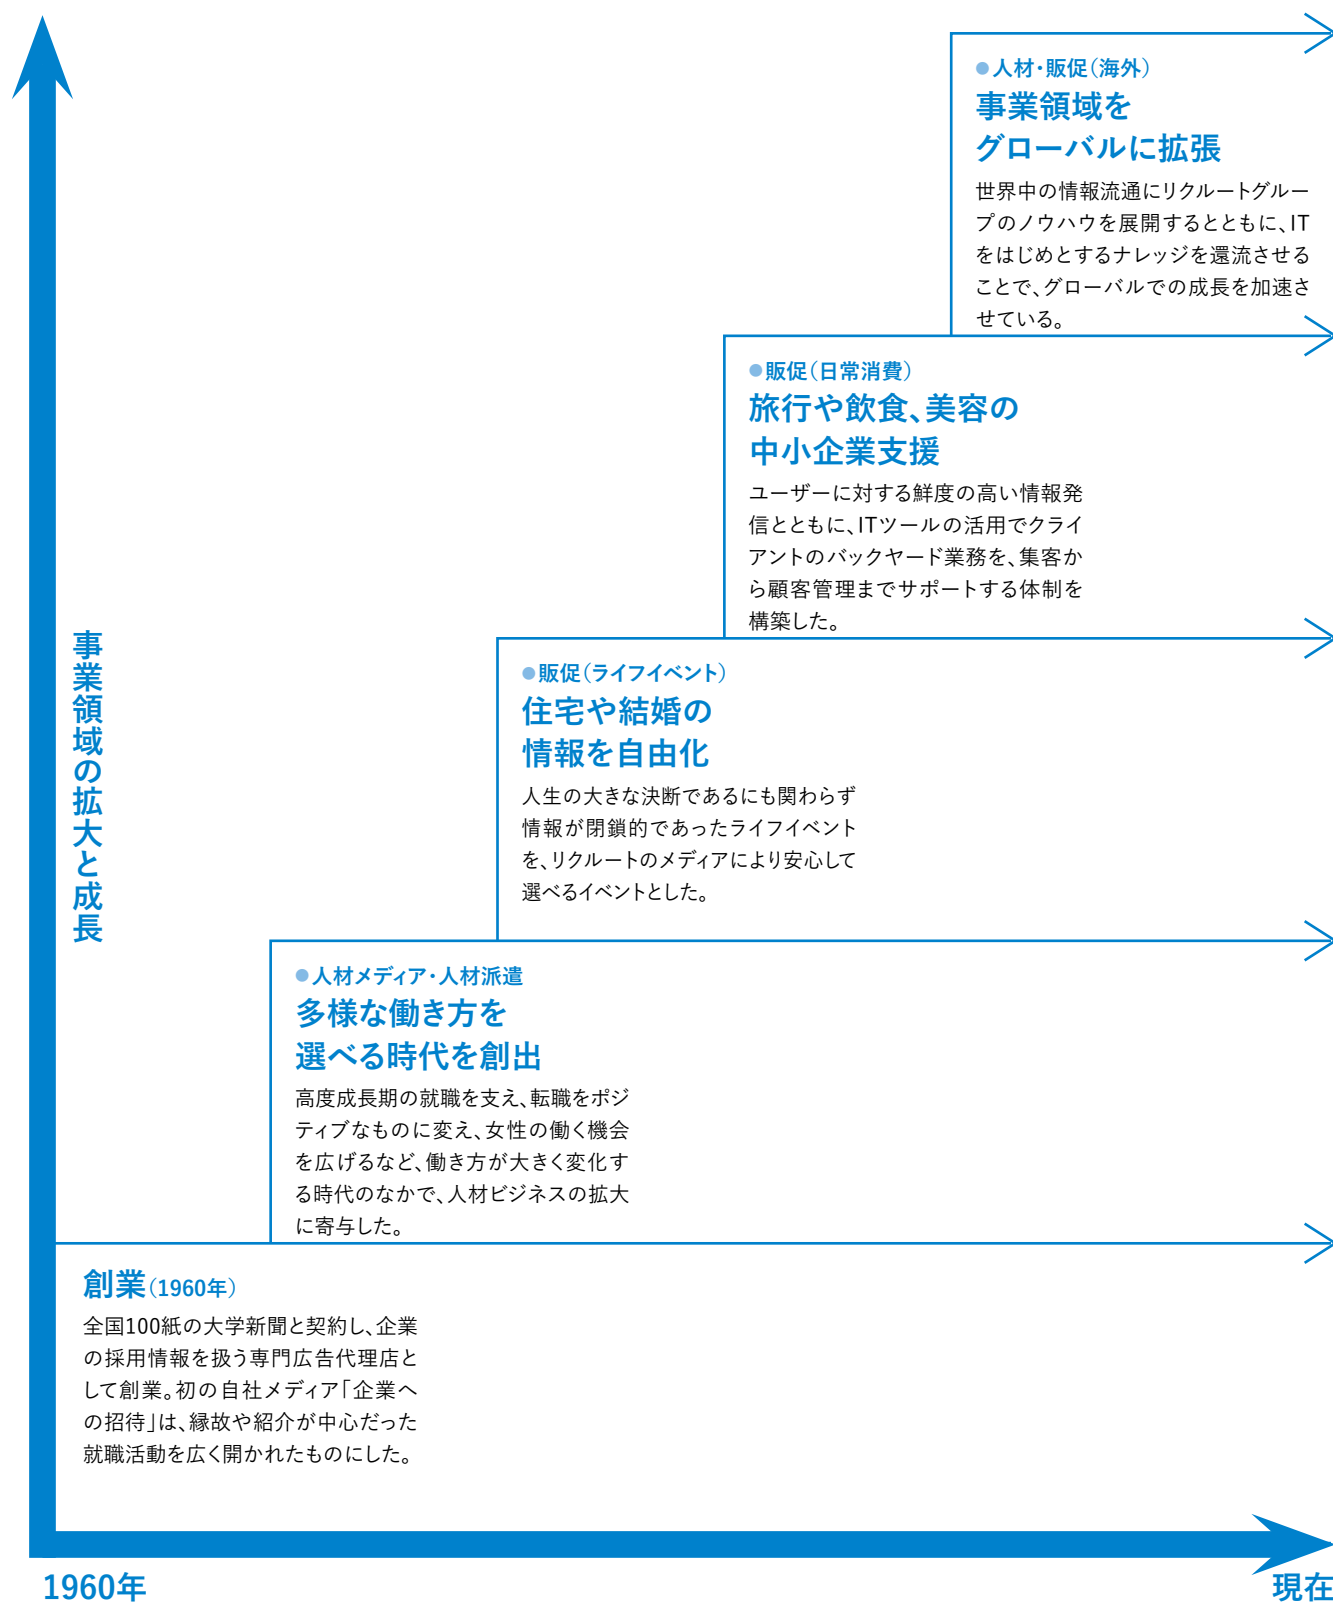 ●人材・販促（海外）
事業領域を
グローバルに拡張
世界中の情報流通にリクルートグルー
プのノウハウを展開するとともに、IT
をはじめとするナレッジを還流させる
ことで、グローバルでの成長を加速さ
せている。
●販促（日常消費）
旅行や飲食、美容の
中小企業支援
ユーザーに対する鮮度の高い情報発
信とともに、ITツールの活用でクライ
アントのバックヤード業務を、集客か
ら顧客管理までサポートする体制を
構築した。
事業領域の拡大と成長
●販促（ライフイベント）
住宅や結婚の
情報を自由化
人生の大きな決断であるにも関わらず
情報が閉鎖的であったライフイベント
を、リクルートのメディアにより安心して
選べるイベントとした。
●人材メディア・人材派遣
多様な働き方を
選べる時代を創出
高度成長期の就職を支え、転職をポジ
ティブなものに変え、女性の働く機会
を広げるなど、働き方が大きく変化す
る時代のなかで、人材ビジネスの拡大
に寄与した。
創業（1960年）
全国100紙の大学新聞と契約し、企業
の採用情報を扱う専門広告代理店と
して創業。初の自社メディア「企業へ
の招待」は、縁故や紹介が中心だった
就職活動を広く開かれたものにした。
1960年
現在